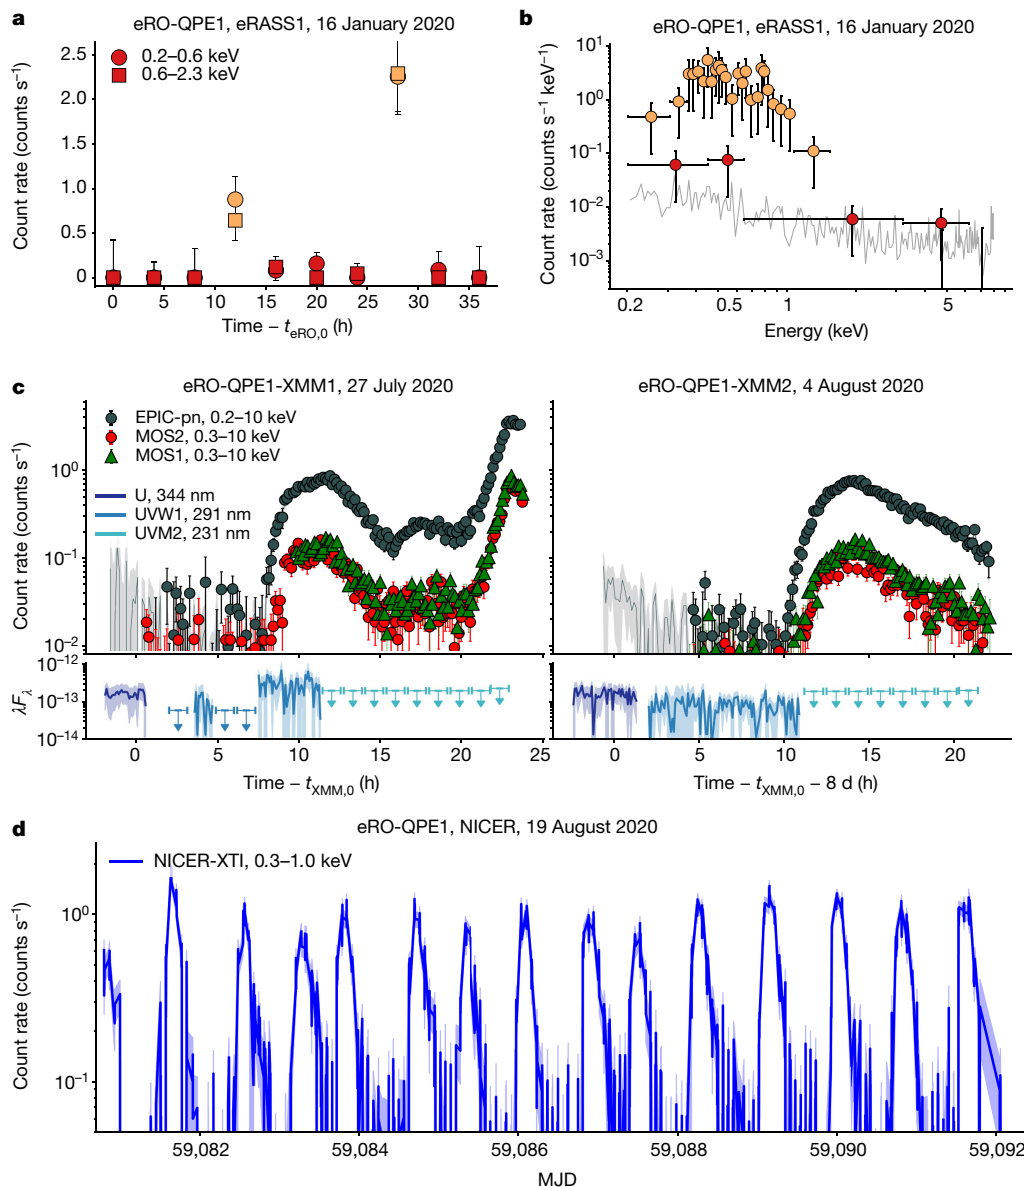 a
eRO-QPE1, eRASS1, 16 January 2020
2.5
2.0
1.5
1.0
0.5
0
0.2–0.6 keV
0.6–2.3 keV
Count rate (counts s⁻¹)
0 5 10 15 20 25 30 35
Time – t_eRO,0 (h)
b
eRO-QPE1, eRASS1, 16 January 2020
10¹
10⁰
10⁻¹
10⁻²
10⁻³
Count rate (counts s⁻¹ keV⁻¹)
0.2 0.5 1 5
Energy (keV)
c
eRO-QPE1-XMM1, 27 July 2020
EPIC-pn, 0.2–10 keV
MOS2, 0.3–10 keV
MOS1, 0.3–10 keV
U, 344 nm
UVW1, 291 nm
UVM2, 231 nm
Count rate (counts s⁻¹)
10⁰
10⁻¹
10⁻²
10⁻¹²
10⁻¹³
10⁻¹⁴
λF_λ
0 5 10 15 20 25
Time – t_XMM,0 (h)
eRO-QPE1-XMM2, 4 August 2020
0 5 10 15 20
Time – t_XMM,0 – 8 d (h)
d
eRO-QPE1, NICER, 19 August 2020
NICER-XTI, 0.3–1.0 keV
Count rate (counts s⁻¹)
10⁰
10⁻¹
59,082 59,084 59,086 59,088 59,090 59,092
MJD